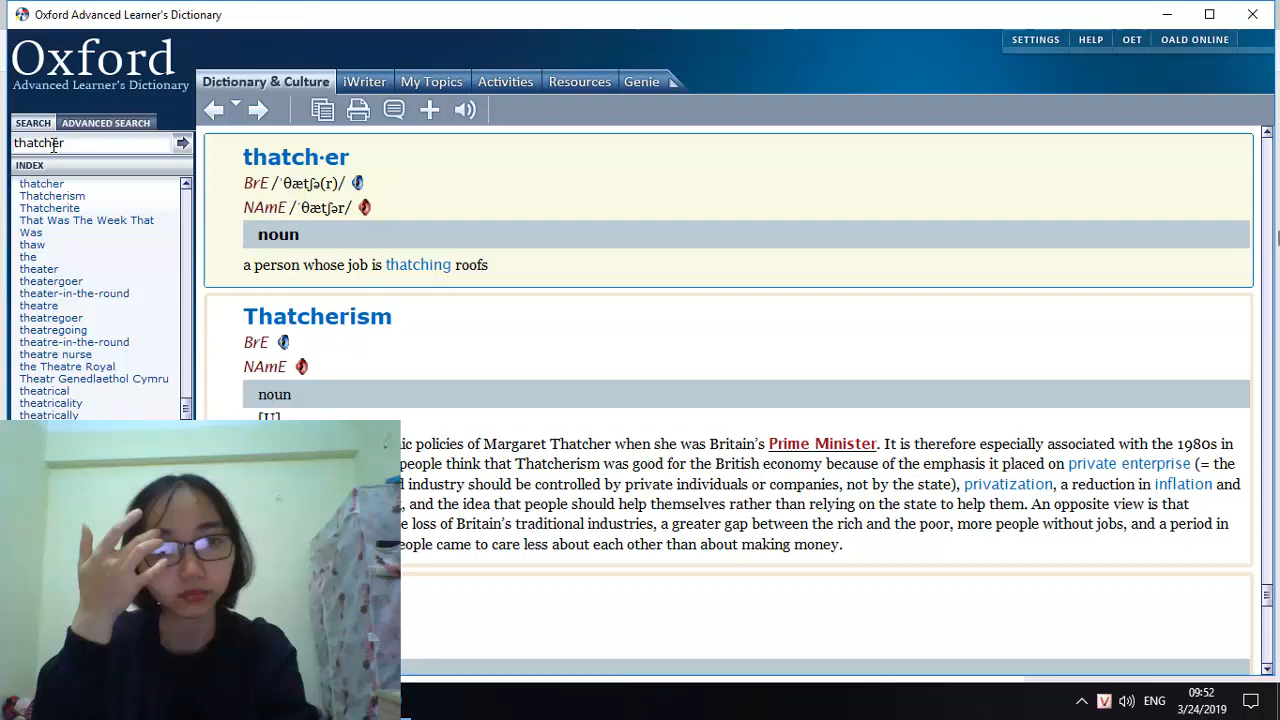 Oxford Advanced Learner's Dictionary
SETTINGS HELP OET OALD ONLINE
Oxford
Advanced Learner's Dictionary
Dictionary & Culture iWriter My Topics Activities Resources Genie
SEARCH ADVANCED SEARCH
thatcher
INDEX
thatcher
Thatcherism
Thatcherite
That Was The Week That
Was
thaw
the
theater
theatergoer
theater-in-the-round
theatre
theatregoer
theatregoing
theatre-in-the-round
theatre nurse
the Theatre Royal
Theatr Genedlaethol Cymru
theatrical
theatricality
theatrically
thatch·er
BrE /ˈθætʃə(r)/
NAmE /ˈθætʃər/
noun
a person whose job is thatching roofs
Thatcherism
BrE
NAmE
noun
[U]
ic policies of Margaret Thatcher when she was Britain's Prime Minister. It is therefore especially associated with the 1980s in
people think that Thatcherism was good for the British economy because of the emphasis it placed on private enterprise (= the
d industry should be controlled by private individuals or companies, not by the state), privatization, a reduction in inflation and
, and the idea that people should help themselves rather than relying on the state to help them. An opposite view is that
e loss of Britain's traditional industries, a greater gap between the rich and the poor, more people without jobs, and a period in
eople came to care less about each other than about making money.
V ENG
09:52
3/24/2019